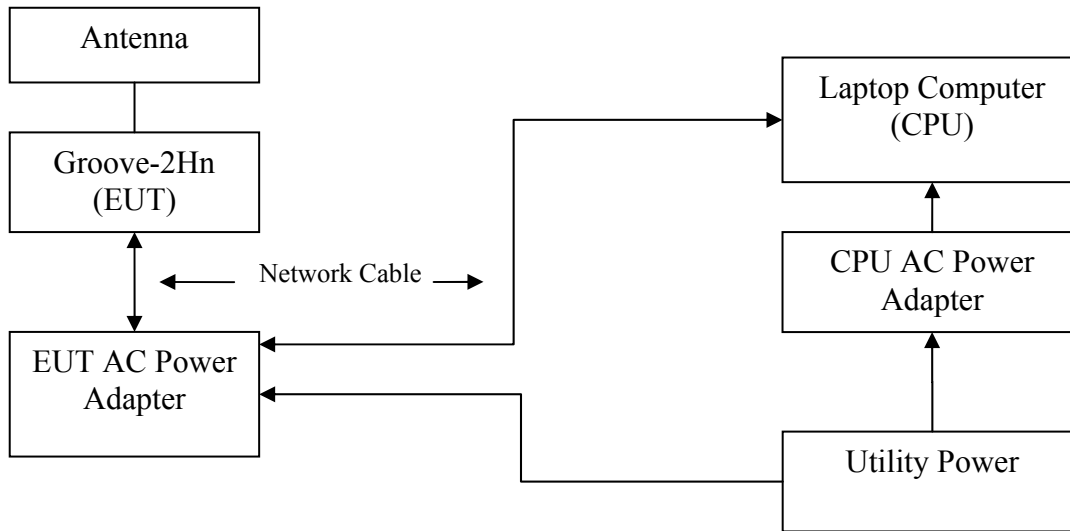 Antenna
Groove-2Hn
(EUT)
Network Cable
EUT AC Power
Adapter
Laptop Computer
(CPU)
CPU AC Power
Adapter
Utility Power